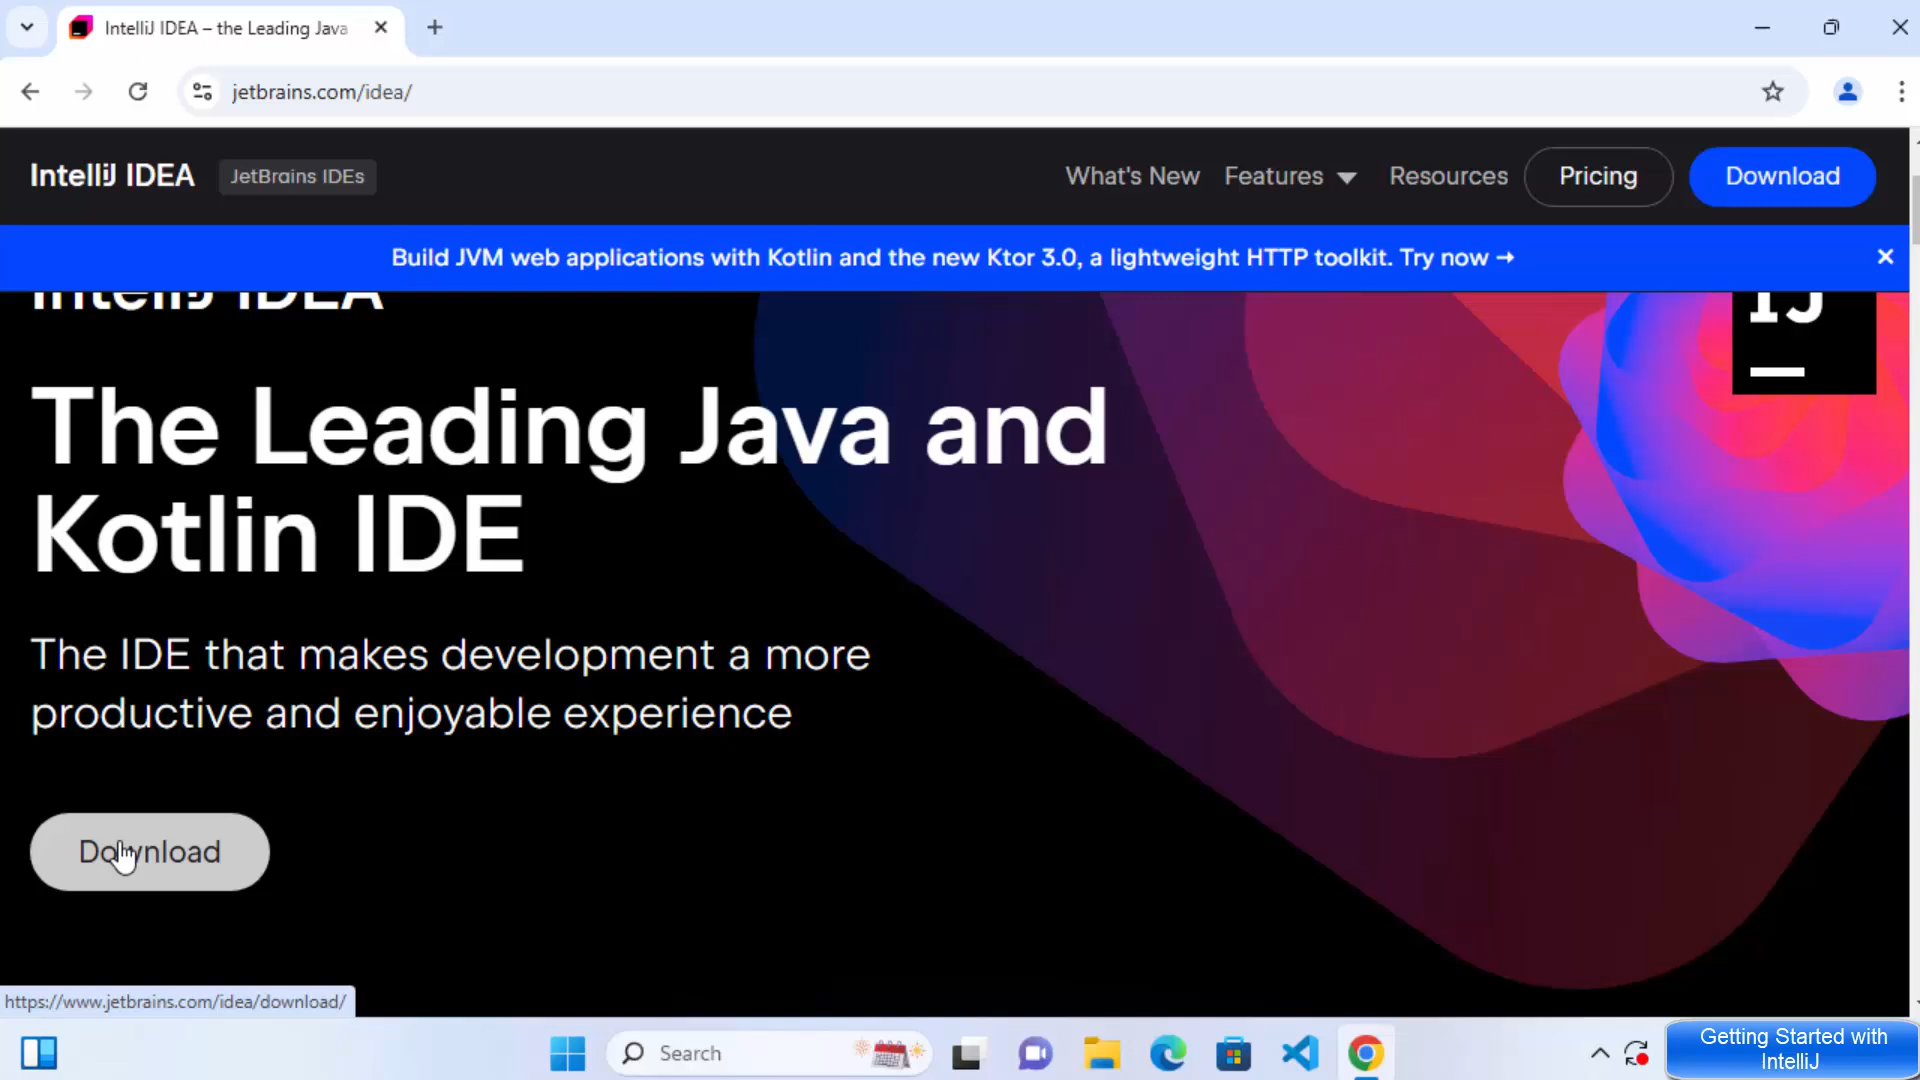 IntelliJ IDEA – the Leading Java
jetbrains.com/idea/
IntelliJ IDEA
JetBrains IDEs
What's New
Features
Resources
Pricing
Download
Build JVM web applications with Kotlin and the new Ktor 3.0, a lightweight HTTP toolkit. Try now →
IntelliJ IDEA
IJ
The Leading Java and
Kotlin IDE
The IDE that makes development a more
productive and enjoyable experience
Download
https://www.jetbrains.com/idea/download/
Search
Getting Started with
IntelliJ